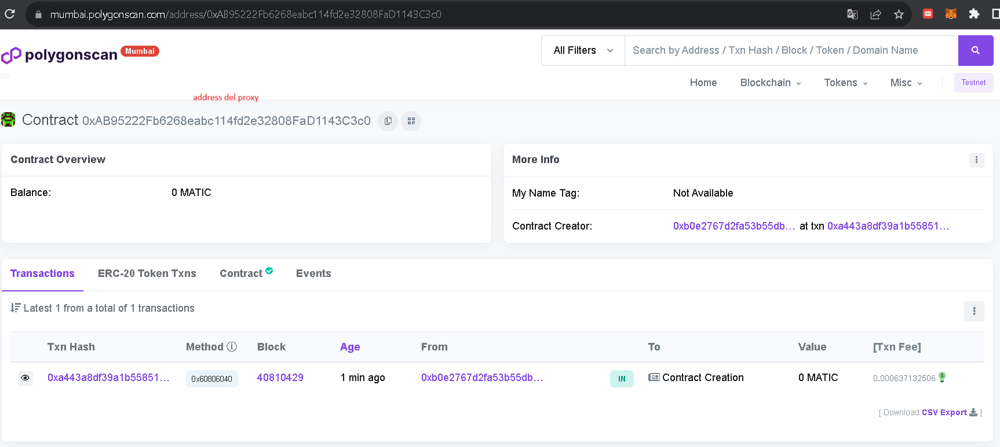 mumbai.polygonscan.com/address/0xAB95222Fb6268eabc114fd2e32808FaD1143C3c0
polygonscan Mumbai
All Filters Search by Address / Txn Hash / Block / Token / Domain Name
Home Blockchain Tokens Misc Testnet
address del proxy
Contract 0xAB95222Fb6268eabc114fd2e32808FaD1143C3c0
Contract Overview
Balance: 0 MATIC
More Info
My Name Tag: Not Available
Contract Creator: 0xb0e2767d2fa53b55db... at txn 0xa443a8df39a1b55851...
Transactions ERC-20 Token Txns Contract Events
Latest 1 from a total of 1 transactions
Txn Hash Method Block Age From To Value [Txn Fee]
0xa443a8df39a1b55851... 0x60806040 40810429 1 min ago 0xb0e2767d2fa53b55db... IN Contract Creation 0 MATIC 0.000637132506
[ Download CSV Export ]